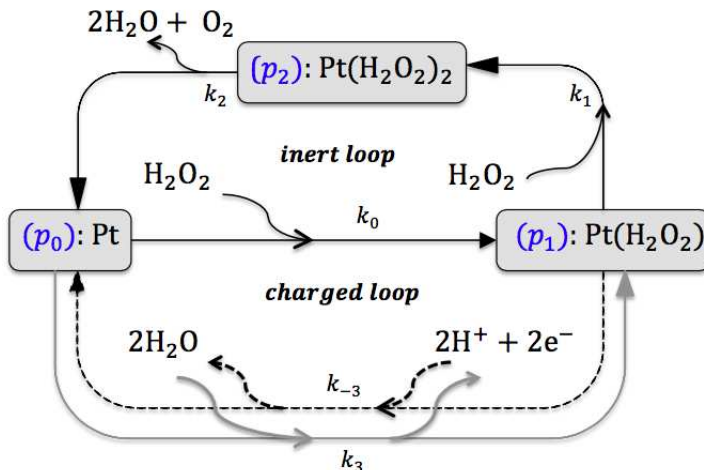 2H₂O + O₂
(p₂): Pt(H₂O₂)₂
k₂
k₁
inert loop
H₂O₂
H₂O₂
k₀
(p₀): Pt
(p₁): Pt(H₂O₂)
charged loop
2H₂O
2H⁺ + 2e⁻
k₋₃
k₃